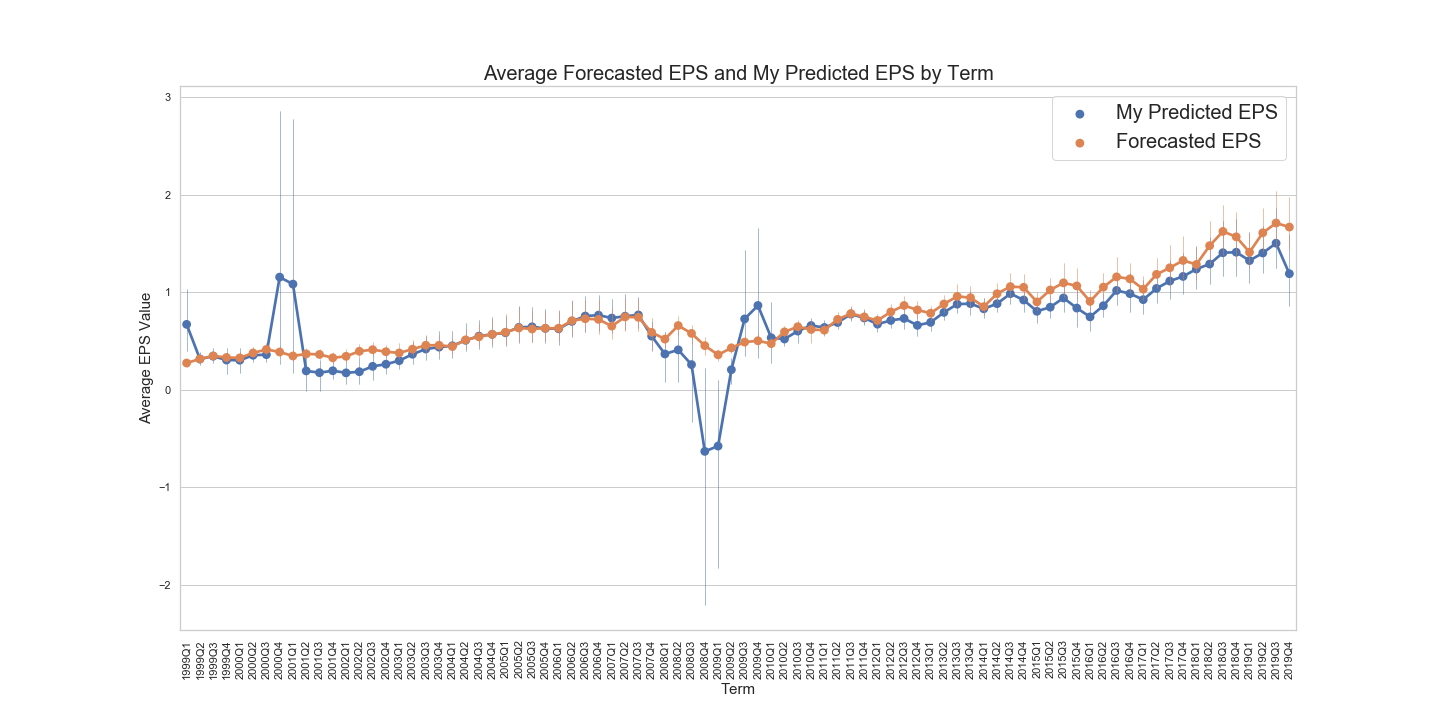 Average Forecasted EPS and My Predicted EPS by Term
My Predicted EPS
Forecasted EPS
3
2
1
0
−1
−2
Average EPS Value
1999Q1
1999Q2
1999Q3
1999Q4
2000Q1
2000Q2
2000Q3
2000Q4
2001Q1
2001Q2
2001Q3
2001Q4
2002Q1
2002Q2
2002Q3
2002Q4
2003Q1
2003Q2
2003Q3
2003Q4
2004Q1
2004Q2
2004Q3
2004Q4
2005Q1
2005Q2
2005Q3
2005Q4
2006Q1
2006Q2
2006Q3
2006Q4
2007Q1
2007Q2
2007Q3
2007Q4
2008Q1
2008Q2
2008Q3
2008Q4
2009Q1
2009Q2
2009Q3
2009Q4
2010Q1
2010Q2
2010Q3
2010Q4
2011Q1
2011Q2
2011Q3
2011Q4
2012Q1
2012Q2
2012Q3
2012Q4
2013Q1
2013Q2
2013Q3
2013Q4
2014Q1
2014Q2
2014Q3
2014Q4
2015Q1
2015Q2
2015Q3
2015Q4
2016Q1
2016Q2
2016Q3
2016Q4
2017Q1
2017Q2
2017Q3
2017Q4
2018Q1
2018Q2
2018Q3
2018Q4
2019Q1
2019Q2
2019Q3
2019Q4
Term